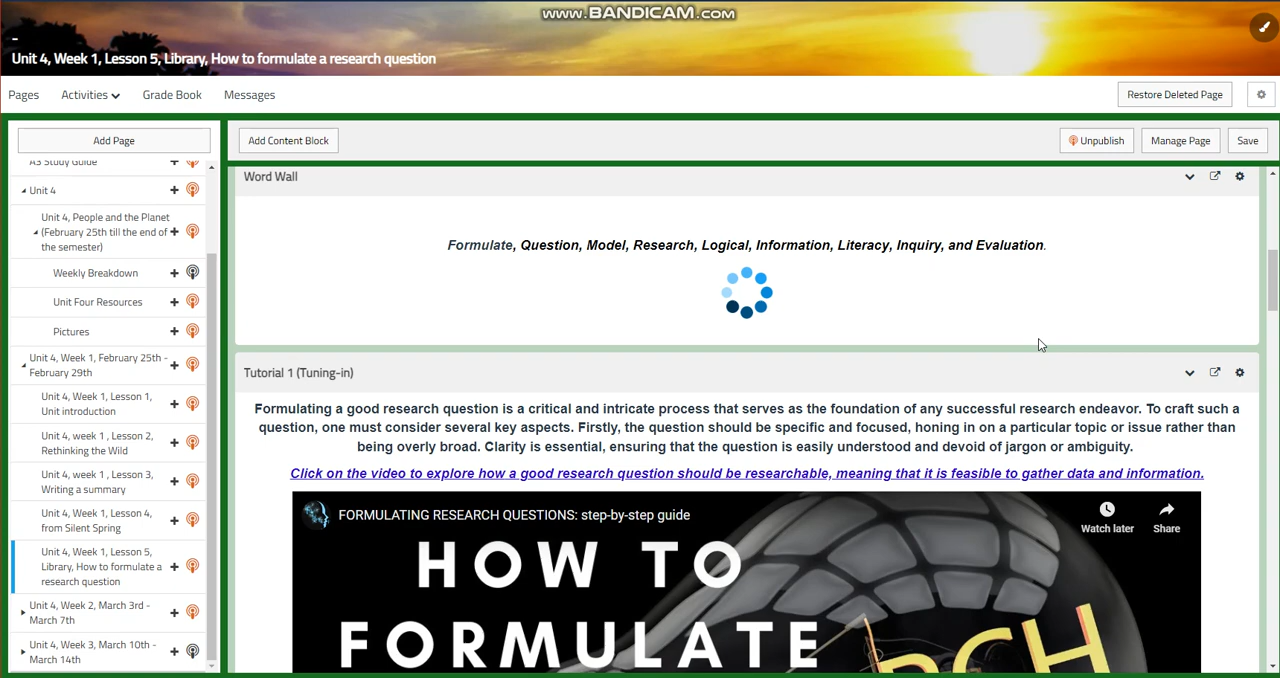 www.BANDICAM.com
-
Unit 4, Week 1, Lesson 5, Library, How to formulate a research question
Pages Activities Grade Book Messages Restore Deleted Page
Add Page
A3 Study Guide
Unit 4
Unit 4, People and the Planet
(February 25th till the end of
the semester)
Weekly Breakdown
Unit Four Resources
Pictures
Unit 4, Week 1, February 25th -
February 29th
Unit 4, Week 1, Lesson 1,
Unit introduction
Unit 4, week 1 , Lesson 2,
Rethinking the Wild
Unit 4, week 1 , Lesson 3,
Writing a summary
Unit 4, Week 1, Lesson 4,
from Silent Spring
Unit 4, Week 1, Lesson 5,
Library, How to formulate a
research question
Unit 4, Week 2, March 3rd -
March 7th
Unit 4, Week 3, March 10th -
March 14th
Add Content Block Unpublish Manage Page Save
Word Wall
Formulate, Question, Model, Research, Logical, Information, Literacy, Inquiry, and Evaluation.
Tutorial 1 (Tuning-in)
Formulating a good research question is a critical and intricate process that serves as the foundation of any successful research endeavor. To craft such a
question, one must consider several key aspects. Firstly, the question should be specific and focused, honing in on a particular topic or issue rather than
being overly broad. Clarity is essential, ensuring that the question is easily understood and devoid of jargon or ambiguity.
Click on the video to explore how a good research question should be researchable, meaning that it is feasible to gather data and information.
FORMULATING RESEARCH QUESTIONS: step-by-step guide
Watch later Share
HOW TO
FORMULATE